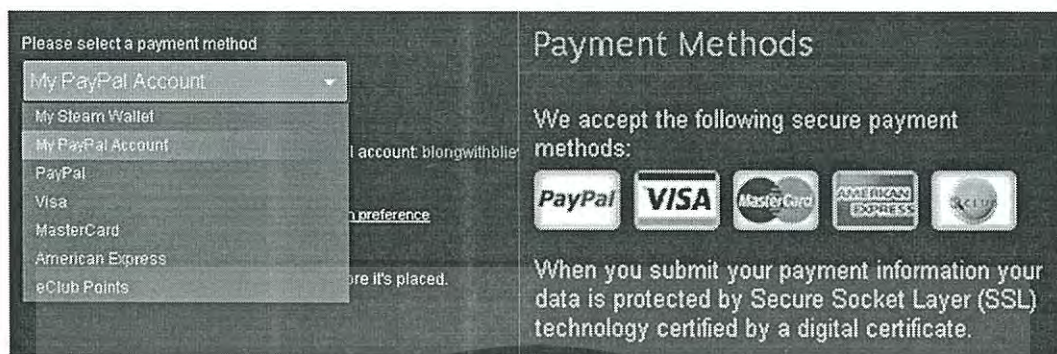 Please select a payment method
My PayPal Account
My Steam Wallet
My PayPal Account
PayPal
Visa
MasterCard
American Express
eClub Points
l account: blongwithblie
n preference
ore it's placed.
Payment Methods
We accept the following secure payment
methods:
PayPal VISA MasterCard AMERICAN EXPRESS eCLUB
When you submit your payment information your
data is protected by Secure Socket Layer (SSL)
technology certified by a digital certificate.